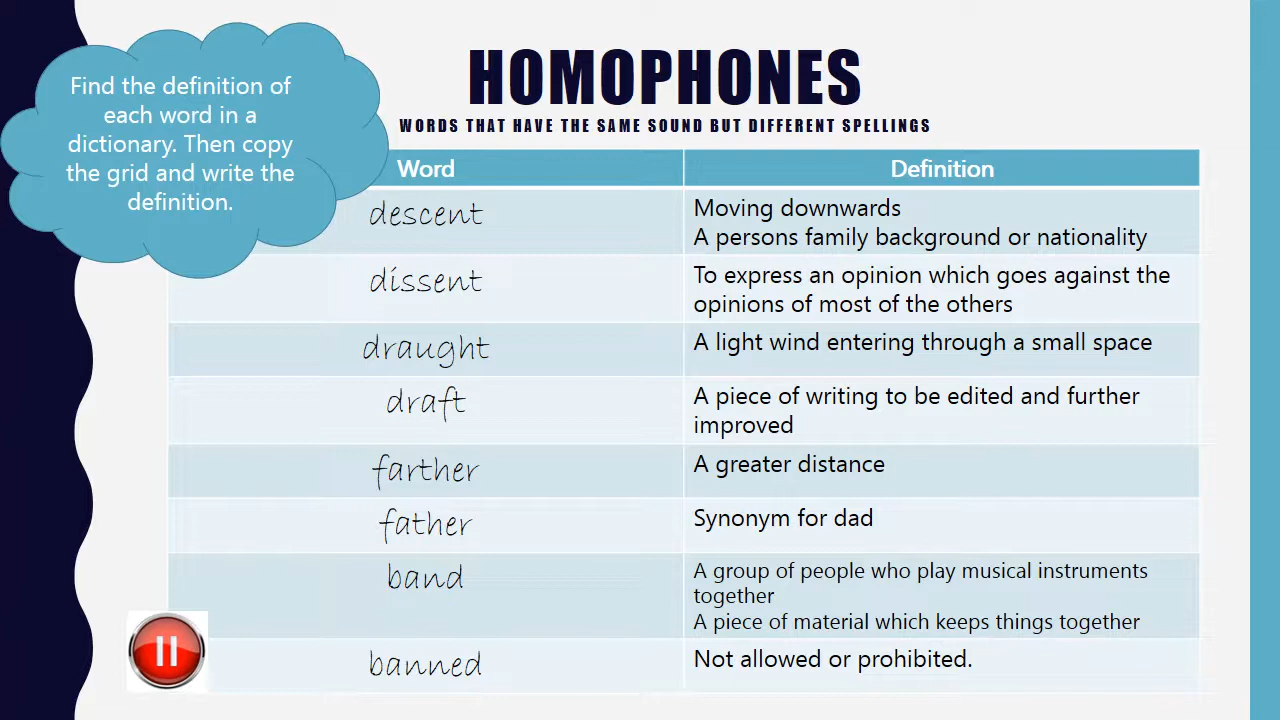 Find the definition of
each word in a
dictionary. Then copy
the grid and write the
definition.
HOMOPHONES
WORDS THAT HAVE THE SAME SOUND BUT DIFFERENT SPELLINGS
Word Definition
descent
Moving downwards
A persons family background or nationality
dissent
To express an opinion which goes against the
opinions of most of the others
draught
A light wind entering through a small space
draft
A piece of writing to be edited and further
improved
farther
A greater distance
father
Synonym for dad
band
A group of people who play musical instruments
together
A piece of material which keeps things together
banned
Not allowed or prohibited.